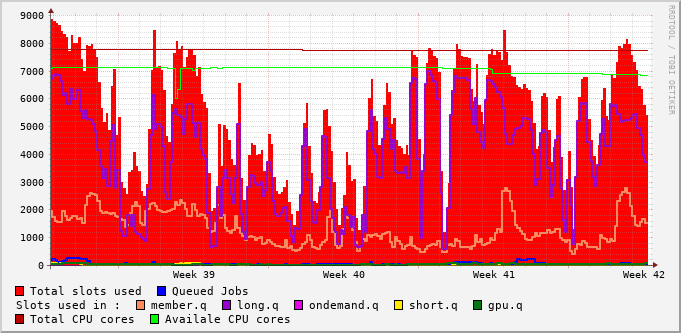 RRDTOOL / TOBI OETIKER
9000
8000
7000
6000
5000
4000
3000
2000
1000
0
Week 39 Week 40 Week 41 Week 42
Total slots used Queued Jobs
Slots used in : member.q long.q ondemand.q short.q gpu.q
Total CPU cores Availale CPU cores